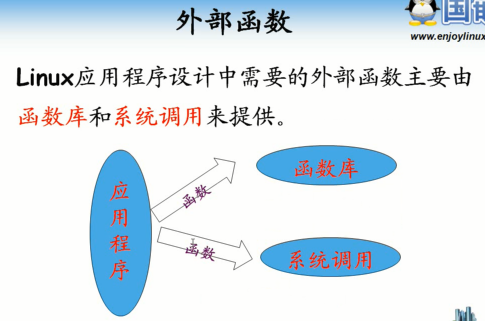 外部函数
国嵌
www.enjoylinux
Linux应用程序设计中需要的外部函数主要由
函数库和系统调用来提供。
应用程序
函数
函数库
函数
系统调用